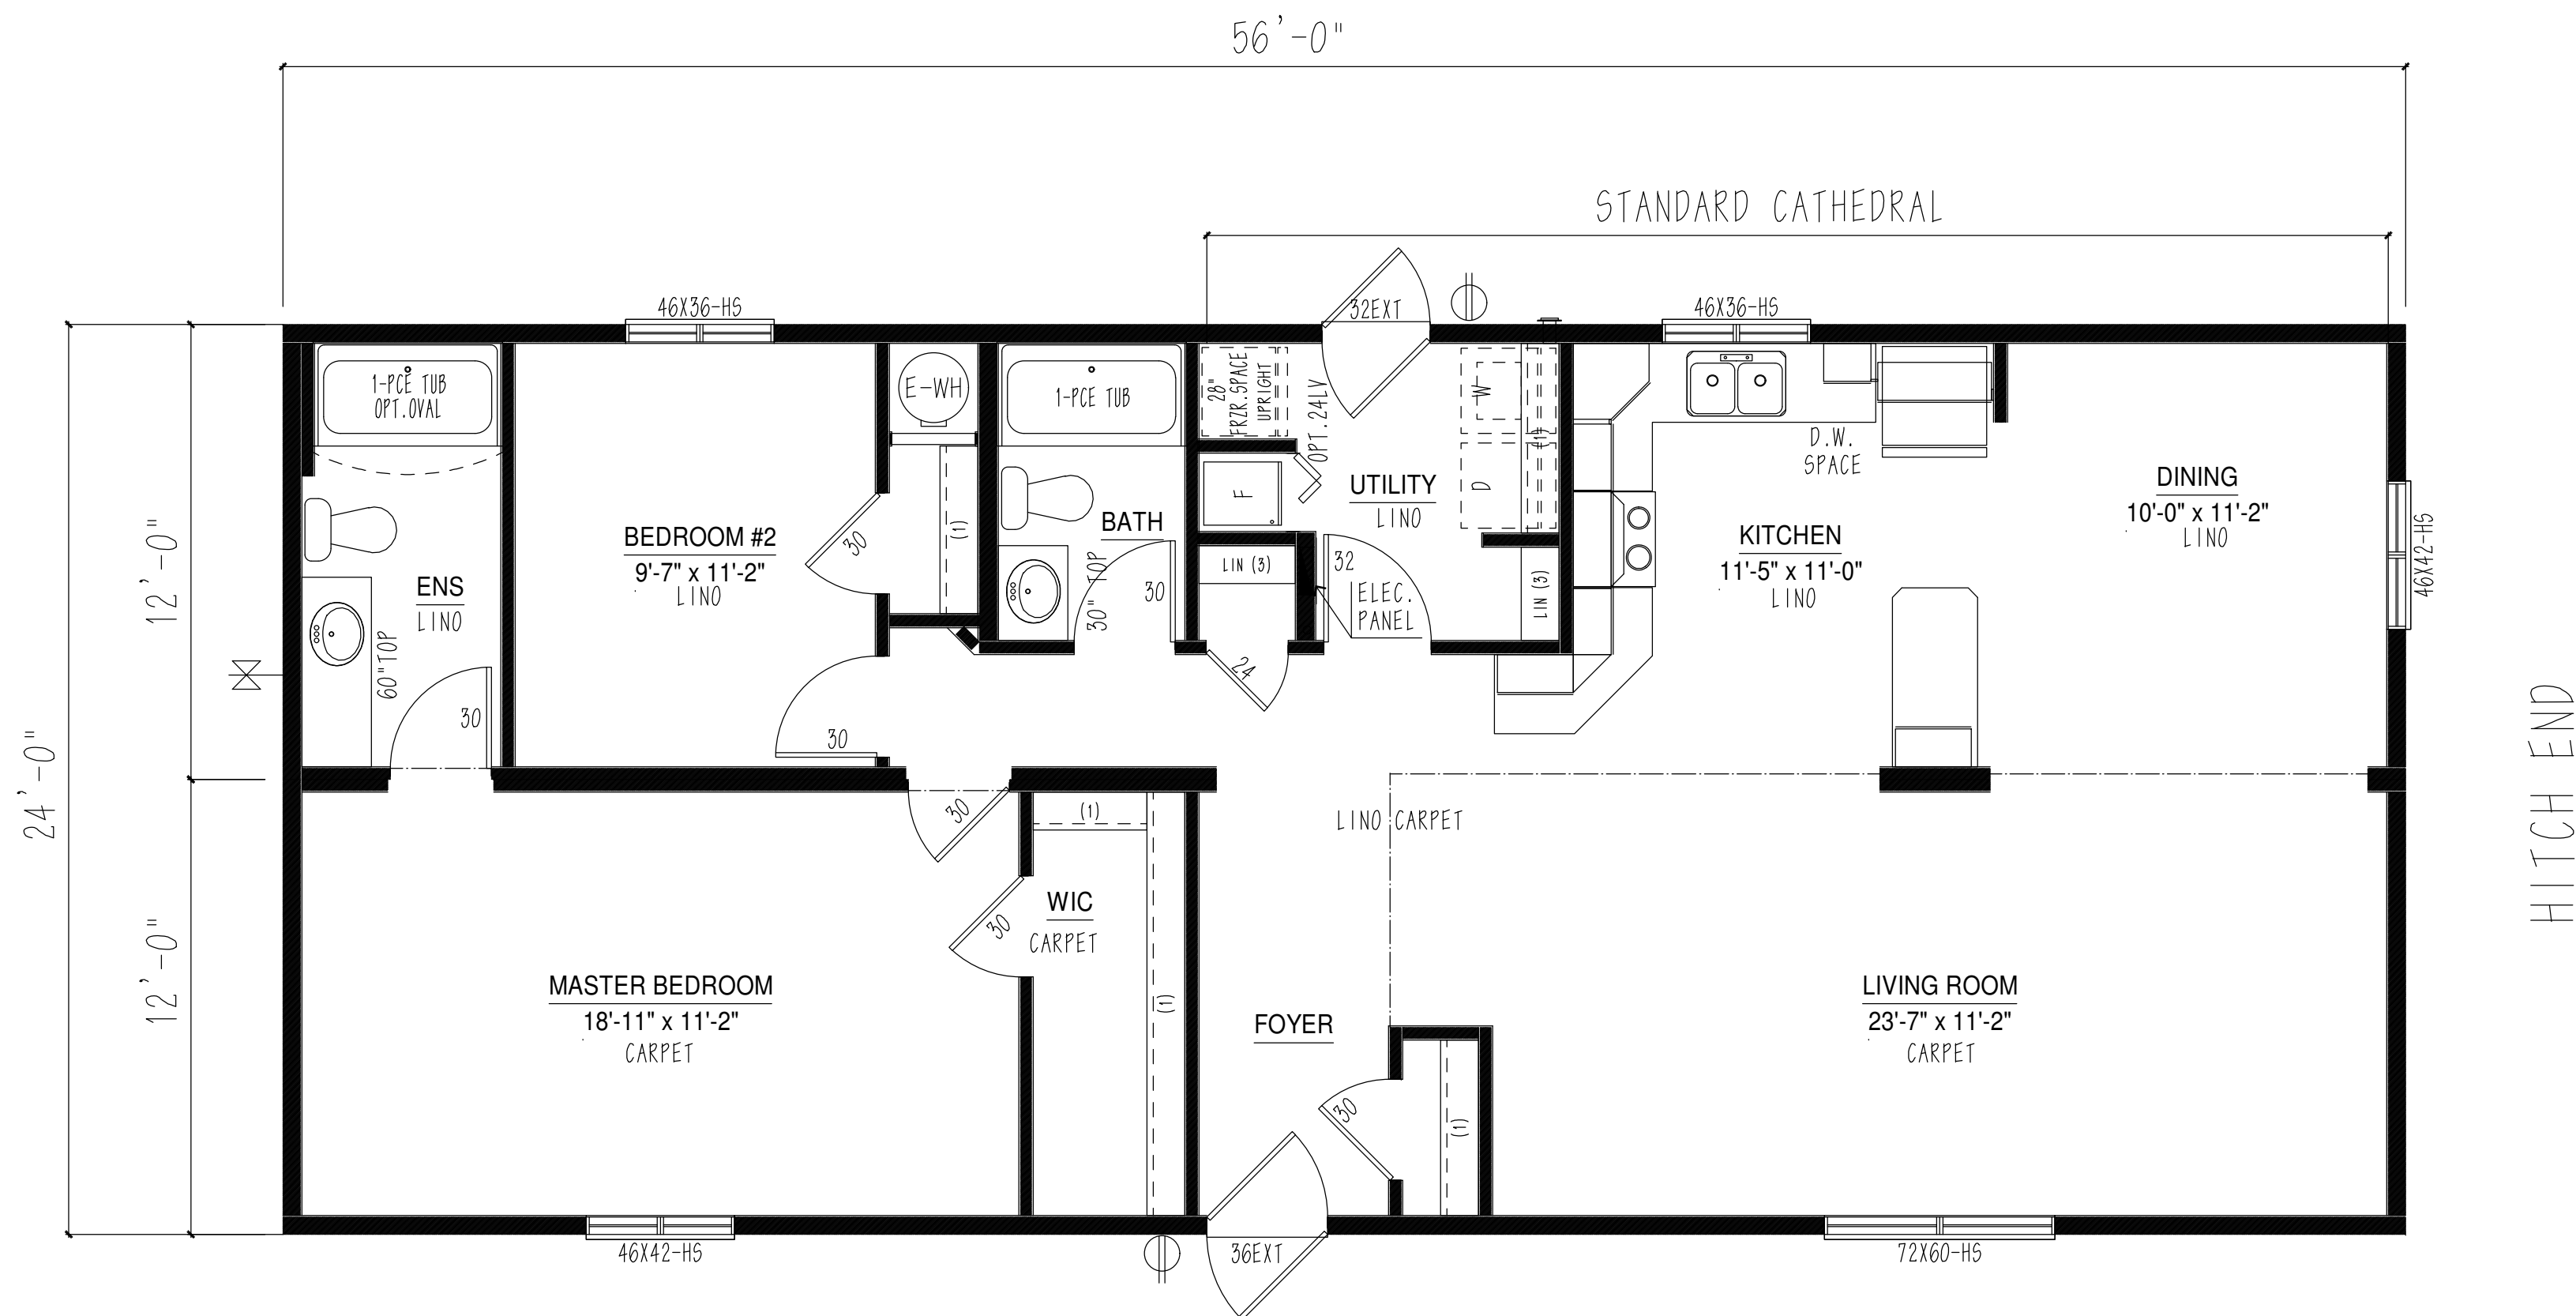 56'-0"
STANDARD CATHEDRAL
46X36-HS
32EXT
46X36-HS
1-PCE TUB
OPT.OVAL
E-WH
1-PCE TUB
28"
FRZR.SPACE
UPRIGHT
OPT.24LV
W
(1)
D.W.
SPACE
12'-0"
BEDROOM #2
9'-7" x 11'-2"
LINO
30
(1)
BATH
F
UTILITY
LINO
D
KITCHEN
11'-5" x 11'-0"
LINO
DINING
10'-0" x 11'-2"
LINO
46X42-HS
ENS
LINO
60"TOP
30
30
30" TOP
30
LIN (3)
32
ELEC.
PANEL
LIN (3)
24
24'-0"
HITCH END
12'-0"
30
(1)
LINO CARPET
30
WIC
CARPET
(1)
MASTER BEDROOM
18'-11" x 11'-2"
CARPET
FOYER
LIVING ROOM
23'-7" x 11'-2"
CARPET
30
(1)
46X42-HS
36EXT
72X60-HS